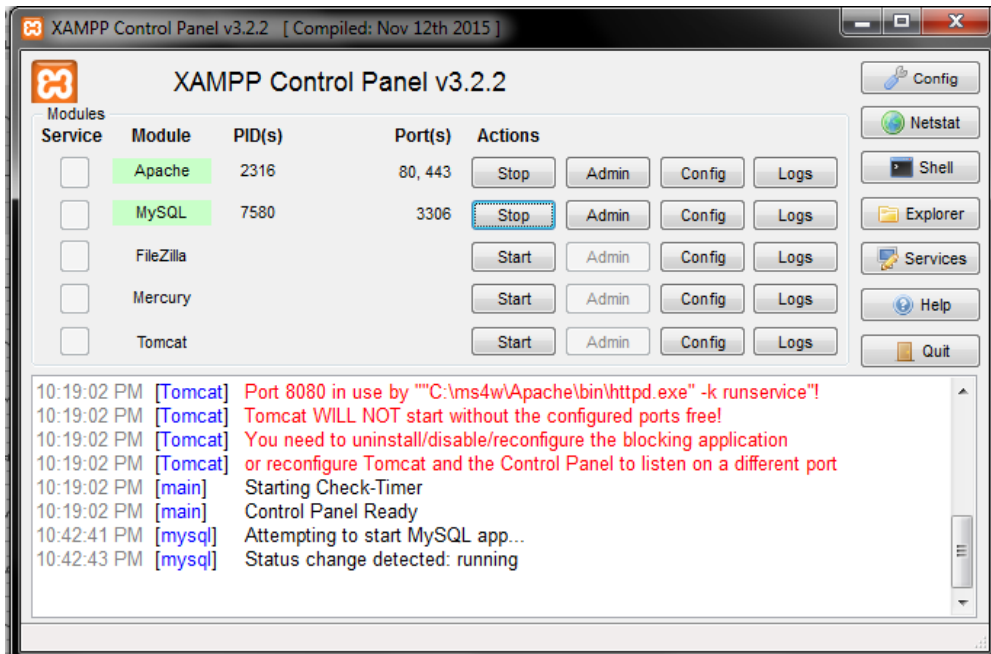 XAMPP Control Panel v3.2.2 [ Compiled: Nov 12th 2015 ]
XAMPP Control Panel v3.2.2
Config
Modules
Service Module PID(s) Port(s) Actions
Netstat
Apache 2316 80, 443 Stop Admin Config Logs
Shell
MySQL 7580 3306 Stop Admin Config Logs
Explorer
FileZilla Start Admin Config Logs
Services
Mercury Start Admin Config Logs
Help
Tomcat Start Admin Config Logs
Quit
10:19:02 PM [Tomcat] Port 8080 in use by ""C:\ms4w\Apache\bin\httpd.exe" -k runservice"!
10:19:02 PM [Tomcat] Tomcat WILL NOT start without the configured ports free!
10:19:02 PM [Tomcat] You need to uninstall/disable/reconfigure the blocking application
10:19:02 PM [Tomcat] or reconfigure Tomcat and the Control Panel to listen on a different port
10:19:02 PM [main] Starting Check-Timer
10:19:02 PM [main] Control Panel Ready
10:42:41 PM [mysql] Attempting to start MySQL app...
10:42:43 PM [mysql] Status change detected: running